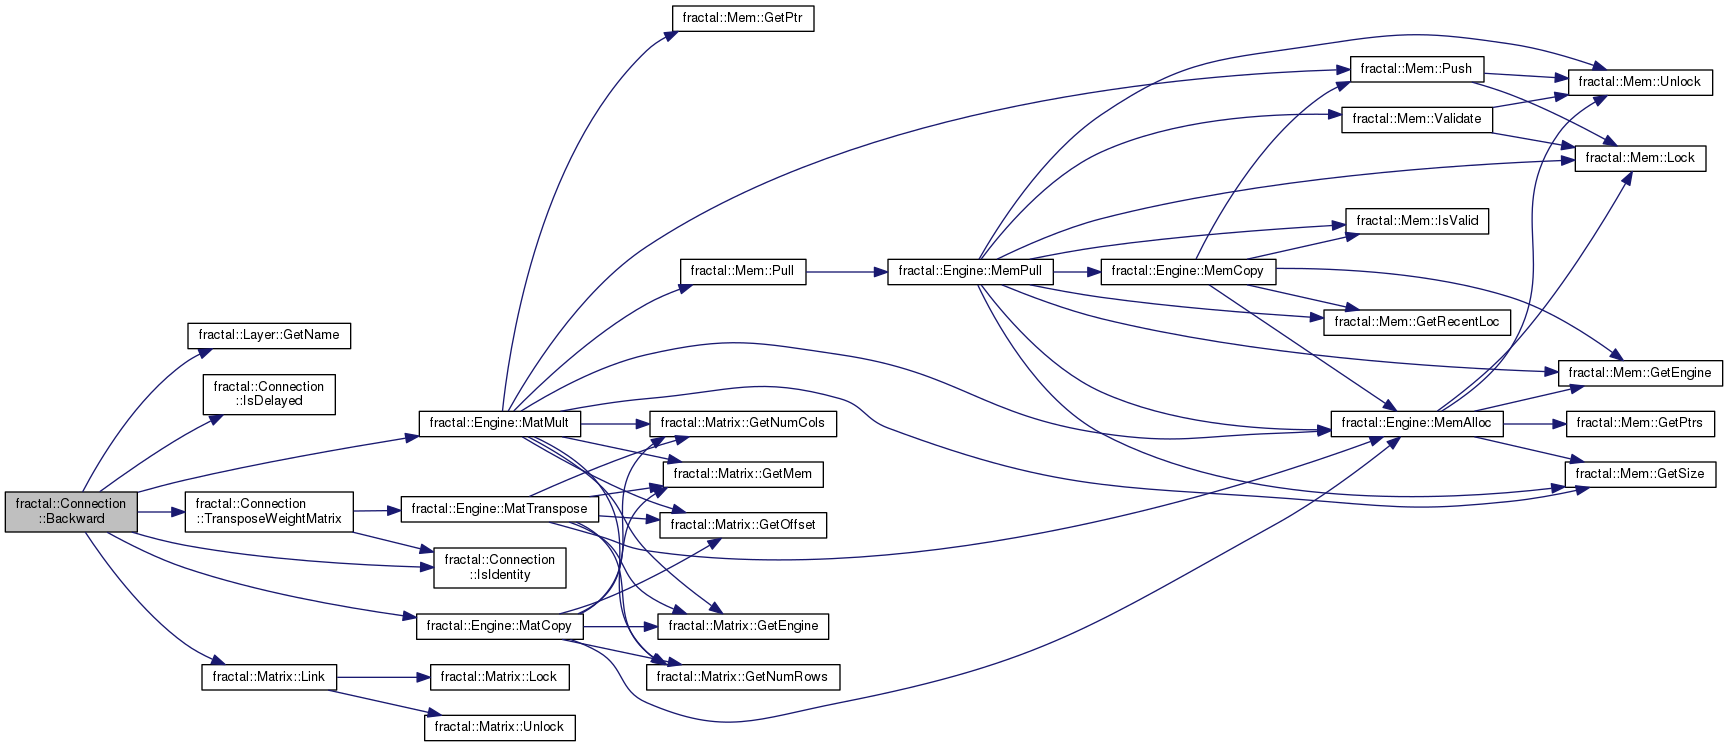 fractal::Connection
::Backward
fractal::Layer::GetName
fractal::Connection
::IsDelayed
fractal::Engine::MatMult
fractal::Connection
::TransposeWeightMatrix
fractal::Engine::MatTranspose
fractal::Connection
::IsIdentity
fractal::Engine::MatCopy
fractal::Matrix::Link
fractal::Matrix::Lock
fractal::Matrix::Unlock
fractal::Mem::GetPtr
fractal::Mem::Pull
fractal::Matrix::GetNumCols
fractal::Matrix::GetMem
fractal::Matrix::GetOffset
fractal::Matrix::GetEngine
fractal::Matrix::GetNumRows
fractal::Engine::MemPull
fractal::Engine::MemCopy
fractal::Mem::Push
fractal::Mem::Validate
fractal::Mem::IsValid
fractal::Mem::GetRecentLoc
fractal::Engine::MemAlloc
fractal::Mem::Unlock
fractal::Mem::Lock
fractal::Mem::GetEngine
fractal::Mem::GetPtrs
fractal::Mem::GetSize